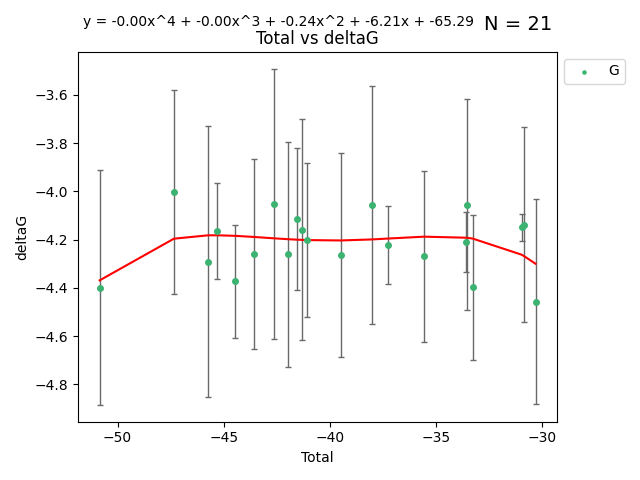 y = -0.00x^4 + -0.00x^3 + -0.24x^2 + -6.21x + -65.29 N = 21
Total vs deltaG
G
−3.6
−3.8
−4.0
−4.2
−4.4
−4.6
−4.8
deltaG
−50 −45 −40 −35 −30
Total